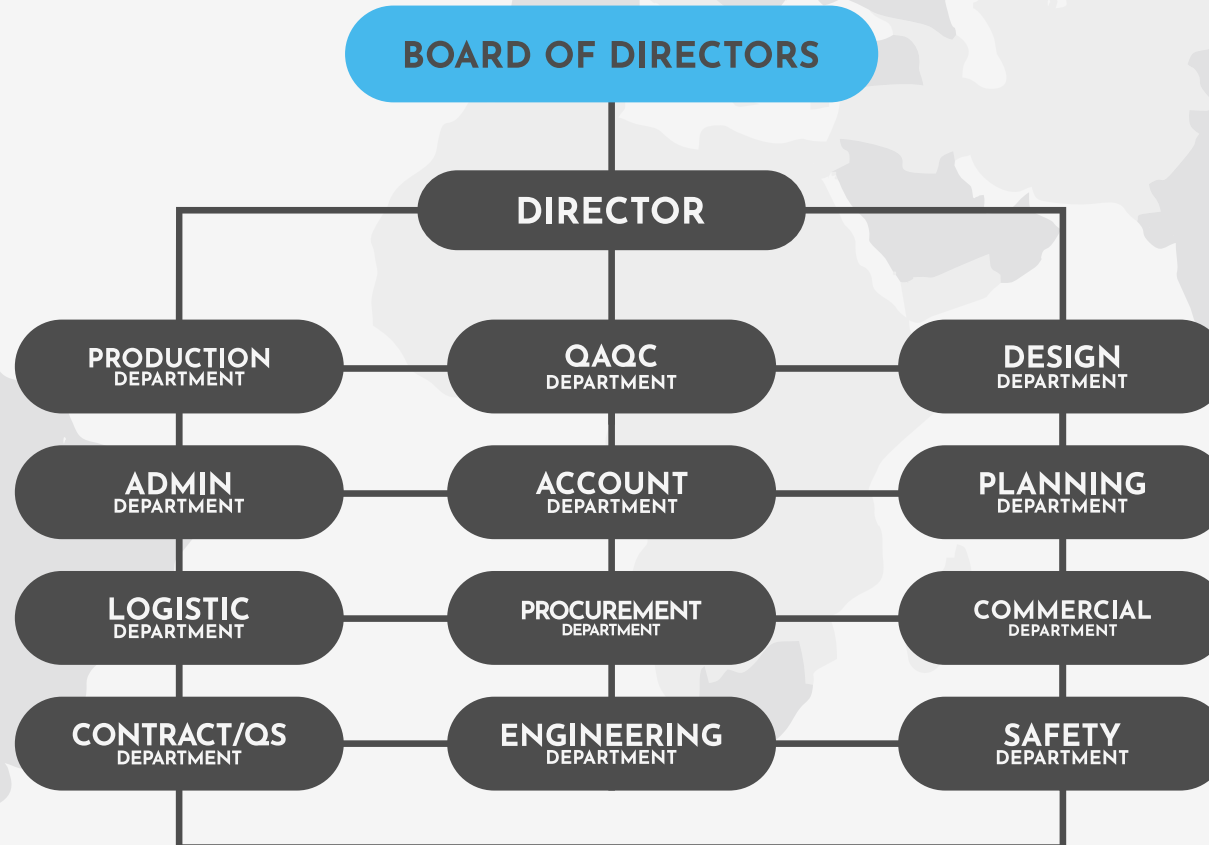 BOARD OF DIRECTORS
DIRECTOR
PRODUCTION
DEPARTMENT
QAQC
DEPARTMENT
DESIGN
DEPARTMENT
ADMIN
DEPARTMENT
ACCOUNT
DEPARTMENT
PLANNING
DEPARTMENT
LOGISTIC
DEPARTMENT
PROCUREMENT
DEPARTMENT
COMMERCIAL
DEPARTMENT
CONTRACT/QS
DEPARTMENT
ENGINEERING
DEPARTMENT
SAFETY
DEPARTMENT